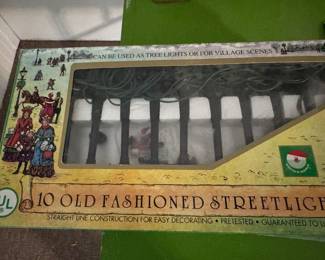 CAN BE USED AS TREE LIGHTS OR FOR VILLAGE SCENES
UL
10 OLD FASHIONED STREETLIGH
STRAIGHT LINE CONSTRUCTION FOR EASY DECORATING • PRETESTED • GUARANTEED TO L